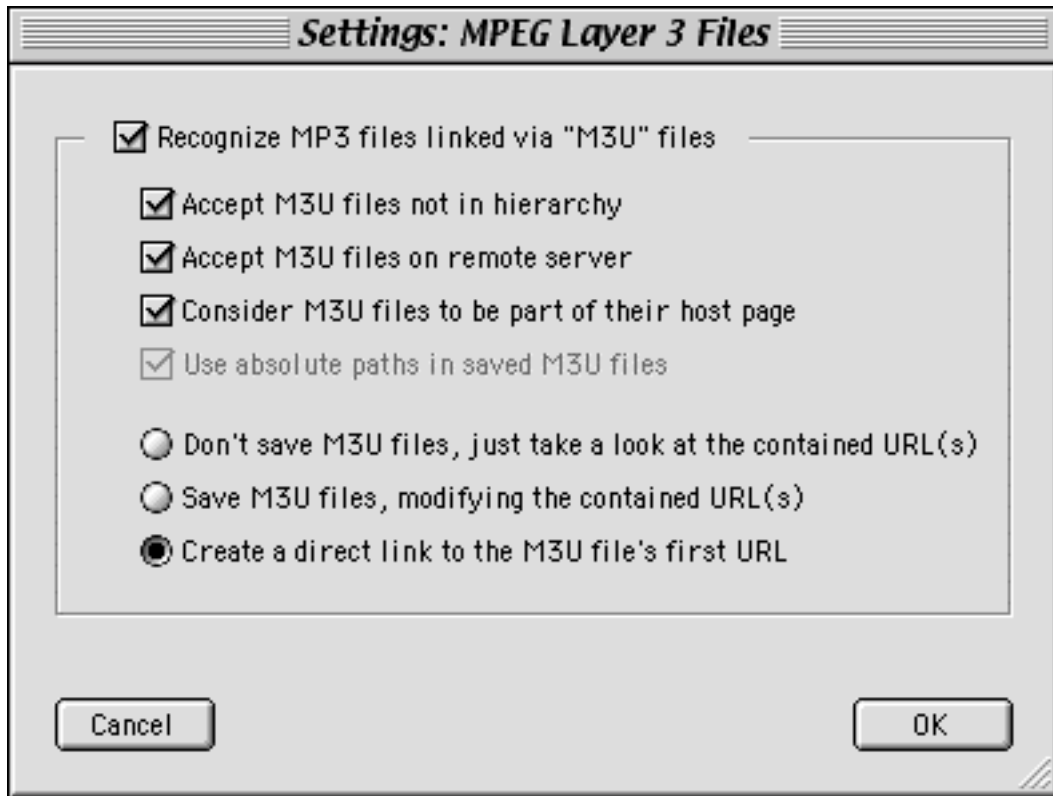 Settings: MPEG Layer 3 Files
Recognize MP3 files linked via "M3U" files
Accept M3U files not in hierarchy
Accept M3U files on remote server
Consider M3U files to be part of their host page
Use absolute paths in saved M3U files
Don't save M3U files, just take a look at the contained URL(s)
Save M3U files, modifying the contained URL(s)
Create a direct link to the M3U file's first URL
Cancel
OK